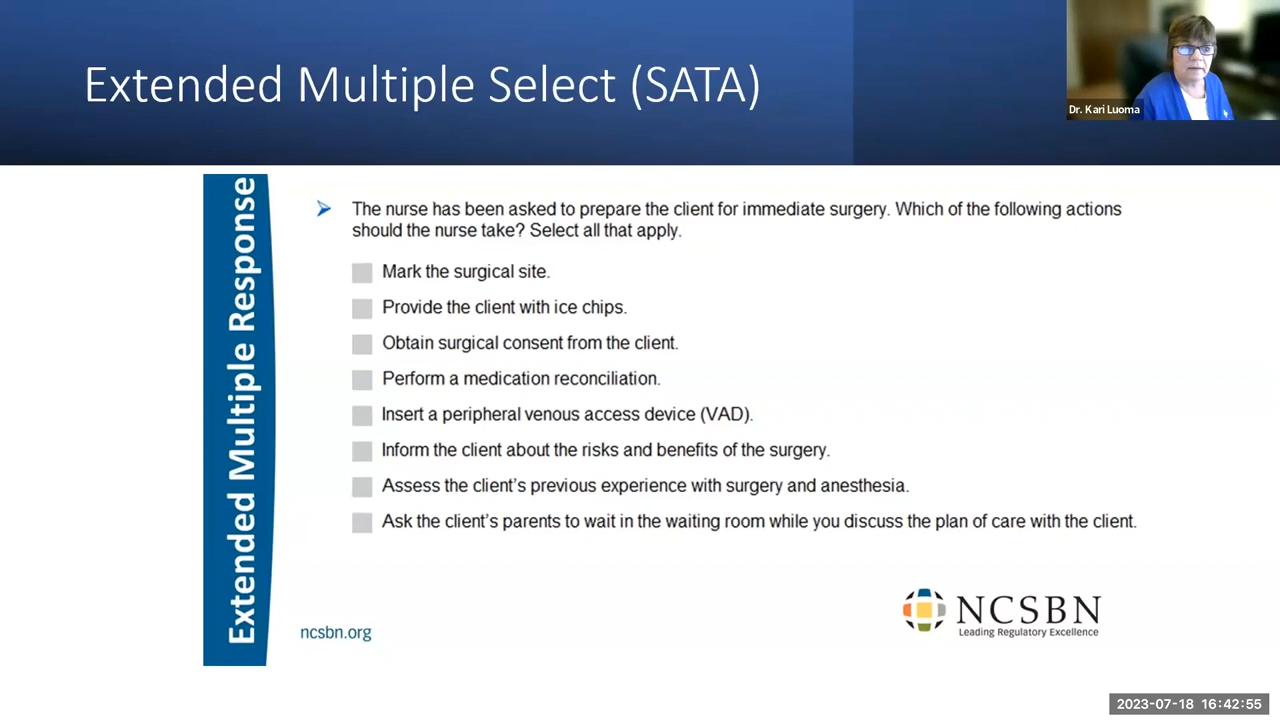 Extended Multiple Select (SATA)
Dr. Kari Luoma
Extended Multiple Response
➢ The nurse has been asked to prepare the client for immediate surgery. Which of the following actions
should the nurse take? Select all that apply.
Mark the surgical site.
Provide the client with ice chips.
Obtain surgical consent from the client.
Perform a medication reconciliation.
Insert a peripheral venous access device (VAD).
Inform the client about the risks and benefits of the surgery.
Assess the client's previous experience with surgery and anesthesia.
Ask the client's parents to wait in the waiting room while you discuss the plan of care with the client.
ncsbn.org
NCSBN
Leading Regulatory Excellence
2023-07-18 16:42:55